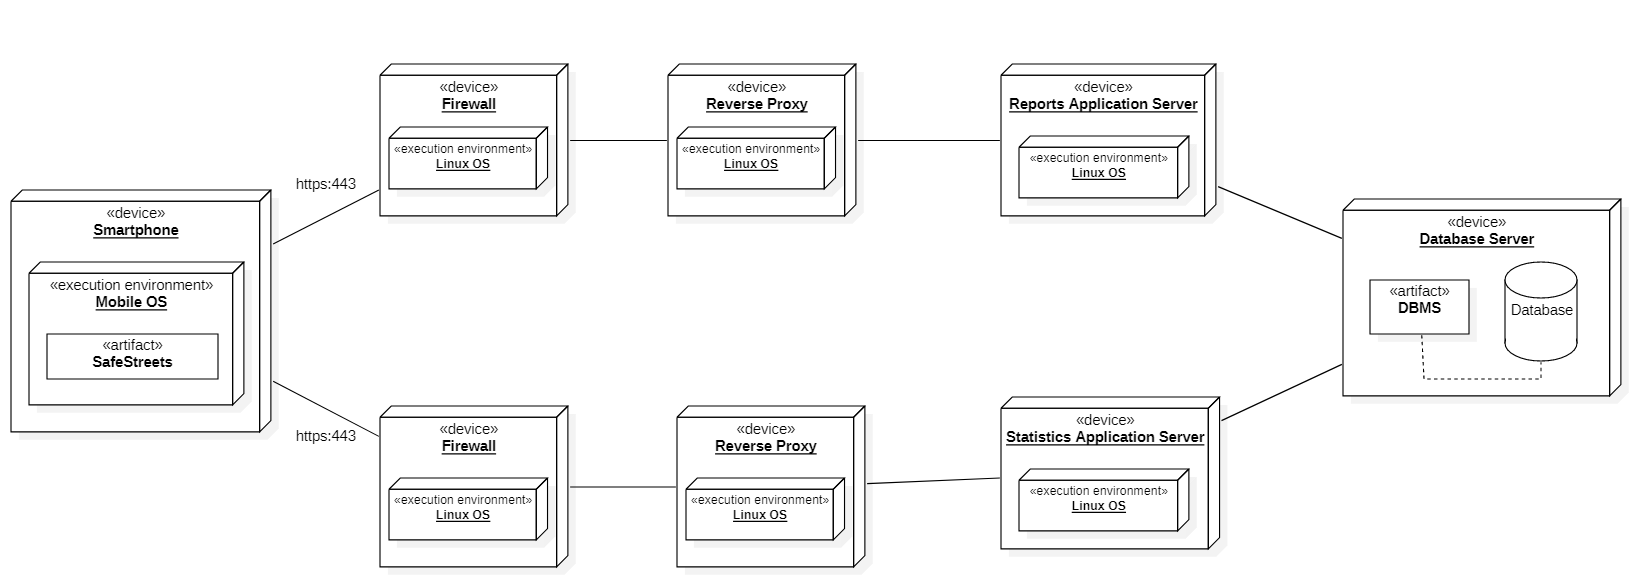 «device»
Smartphone
«execution environment»
Mobile OS
«artifact»
SafeStreets
https:443
«device»
Firewall
«execution environment»
Linux OS
«device»
Reverse Proxy
«execution environment»
Linux OS
«device»
Reports Application Server
«execution environment»
Linux OS
https:443
«device»
Firewall
«execution environment»
Linux OS
«device»
Reverse Proxy
«execution environment»
Linux OS
«device»
Statistics Application Server
«execution environment»
Linux OS
«device»
Database Server
«artifact»
DBMS
Database